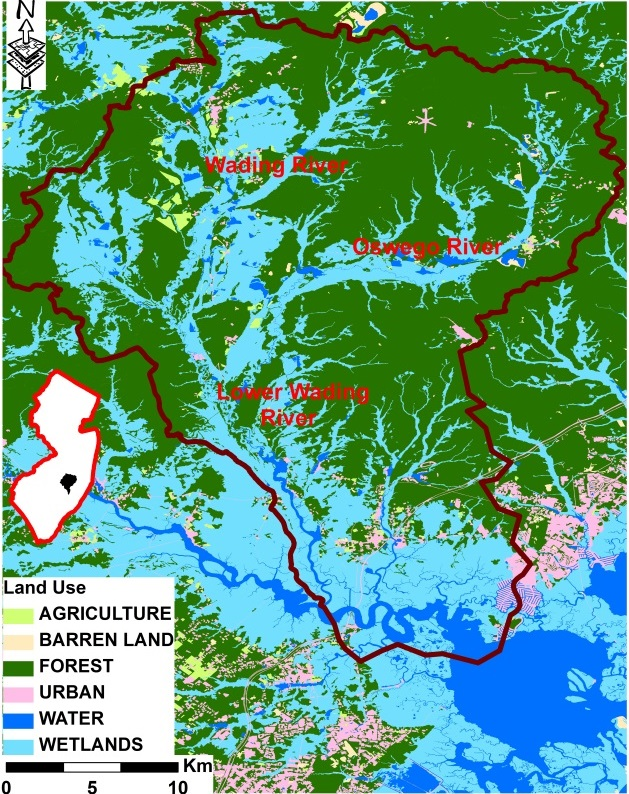 N
Wading River
Oswego River
Lower Wading
River
Land Use
AGRICULTURE
BARREN LAND
FOREST
URBAN
WATER
WETLANDS
Km
0 5 10